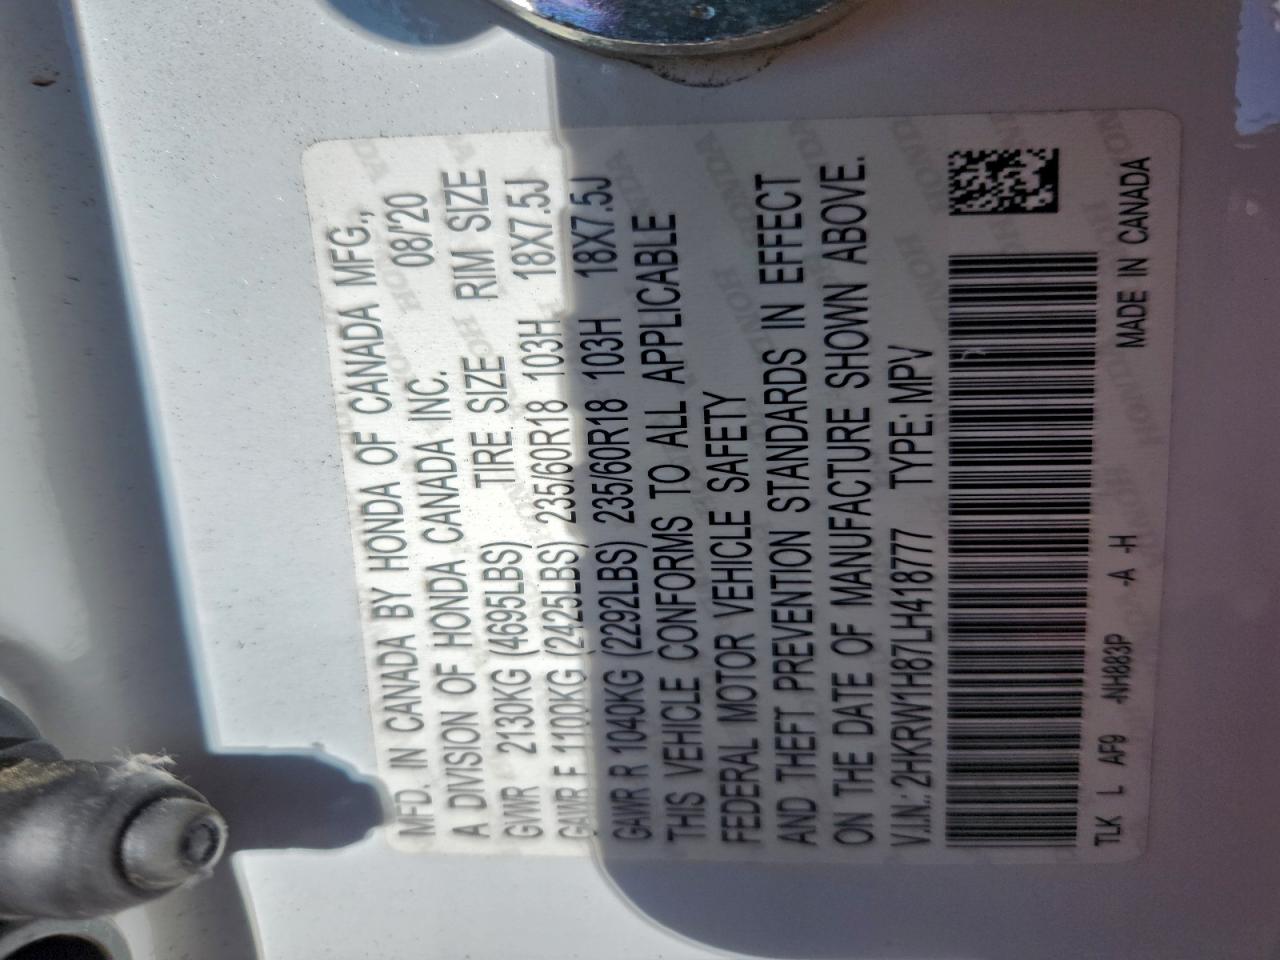 MFD. IN CANADA BY HONDA OF CANADA MFG.,
A DIVISION OF HONDA CANADA INC. 08/'20
GVWR 2130KG (4695LBS) TIRE SIZE RIM SIZE
GAWR F 1100KG (2425LBS) 235/60R18 103H 18X7.5J
GAWR R 1040KG (2292LBS) 235/60R18 103H 18X7.5J
THIS VEHICLE CONFORMS TO ALL APPLICABLE
FEDERAL MOTOR VEHICLE SAFETY
AND THEFT PREVENTION STANDARDS IN EFFECT
ON THE DATE OF MANUFACTURE SHOWN ABOVE.
V.I.N.: 2HKRW1H87LH418777 TYPE: MPV
TLK L AF9 -NH883P -A -H MADE IN CANADA